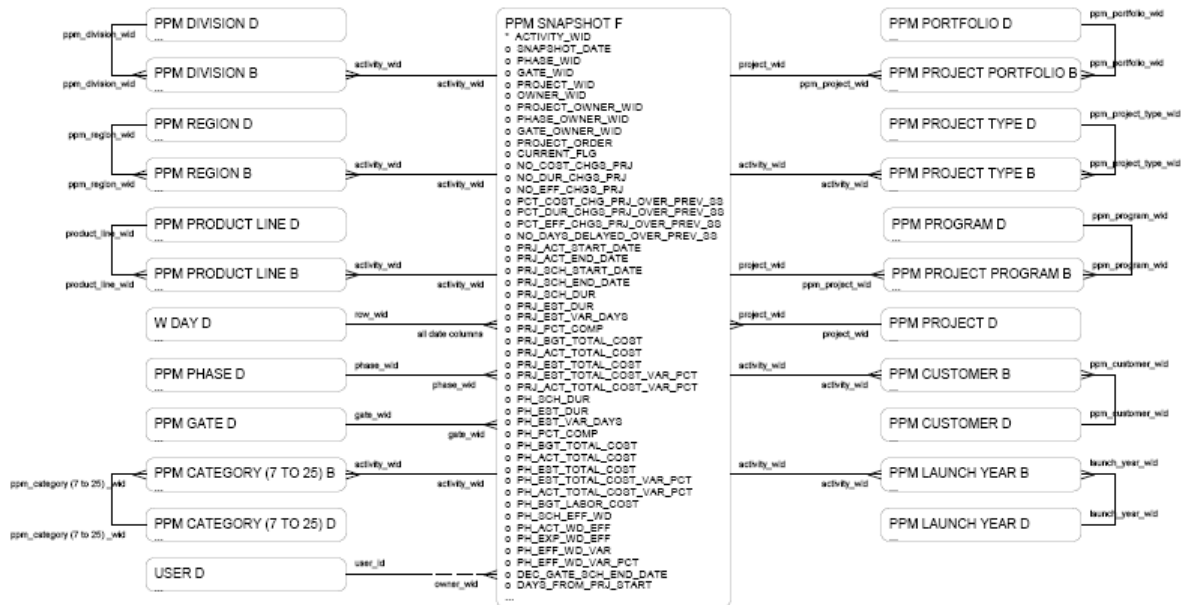 PPM DIVISION D
...
ppm_division_wid
PPM DIVISION B
...
ppm_division_wid
activity_wid
activity_wid
PPM REGION D
...
ppm_region_wid
PPM REGION B
...
ppm_region_wid
activity_wid
activity_wid
PPM PRODUCT LINE D
...
product_line_wid
PPM PRODUCT LINE B
...
product_line_wid
activity_wid
activity_wid
W DAY D
...
row_wid
all date columns
PPM PHASE D
...
phase_wid
phase_wid
PPM GATE D
...
gate_wid
gate_wid
PPM CATEGORY (7 TO 25) B
...
ppm_category (7 to 25) _wid
activity_wid
activity_wid
PPM CATEGORY (7 TO 25) D
...
ppm_category (7 to 25) _wid
USER D
...
user_id
owner_wid
PPM SNAPSHOT F
* ACTIVITY_WID
o SNAPSHOT_DATE
o PHASE_WID
o GATE_WID
o PROJECT_WID
o OWNER_WID
o PROJECT_OWNER_WID
o PHASE_OWNER_WID
o GATE_OWNER_WID
o PROJECT_ORDER
o CURRENT_FLG
o NO_COST_CHGS_PRJ
o NO_DUR_CHGS_PRJ
o NO_EFF_CHGS_PRJ
o PCT_COST_CHG_PRJ_OVER_PREV_SS
o PCT_DUR_CHGS_PRJ_OVER_PREV_SS
o PCT_EFF_CHGS_PRJ_OVER_PREV_SS
o NO_DAYS_DELAYED_OVER_PREV_SS
o PRJ_ACT_START_DATE
o PRJ_ACT_END_DATE
o PRJ_SCH_START_DATE
o PRJ_SCH_END_DATE
o PRJ_SCH_DUR
o PRJ_EST_DUR
o PRJ_EST_VAR_DAYS
o PRJ_PCT_COMP
o PRJ_BGT_TOTAL_COST
o PRJ_ACT_TOTAL_COST
o PRJ_EST_TOTAL_COST
o PRJ_EST_TOTAL_COST_VAR_PCT
o PRJ_ACT_TOTAL_COST_VAR_PCT
o PH_SCH_DUR
o PH_EST_DUR
o PH_EST_VAR_DAYS
o PH_PCT_COMP
o PH_BGT_TOTAL_COST
o PH_ACT_TOTAL_COST
o PH_EST_TOTAL_COST
o PH_EST_TOTAL_COST_VAR_PCT
o PH_ACT_TOTAL_COST_VAR_PCT
o PH_BGT_LABOR_COST
o PH_SCH_EFF_WD
o PH_ACT_WD_EFF
o PH_EXP_WD_EFF
o PH_EFF_WD_VAR
o PH_EFF_WD_VAR_PCT
o DEC_GATE_SCH_END_DATE
o DAYS_FROM_PRJ_START
...
PPM PORTFOLIO D
...
ppm_portfolio_wid
project_wid
ppm_project_wid
PPM PROJECT PORTFOLIO B
...
ppm_portfolio_wid
PPM PROJECT TYPE D
...
ppm_project_type_wid
activity_wid
activity_wid
PPM PROJECT TYPE B
...
ppm_project_type_wid
PPM PROGRAM D
...
ppm_program_wid
project_wid
ppm_project_wid
PPM PROJECT PROGRAM B
...
ppm_program_wid
project_wid
project_wid
PPM PROJECT D
...
activity_wid
activity_wid
PPM CUSTOMER B
...
ppm_customer_wid
PPM CUSTOMER D
...
ppm_customer_wid
activity_wid
activity_wid
PPM LAUNCH YEAR B
...
launch_year_wid
PPM LAUNCH YEAR D
...
launch_year_wid